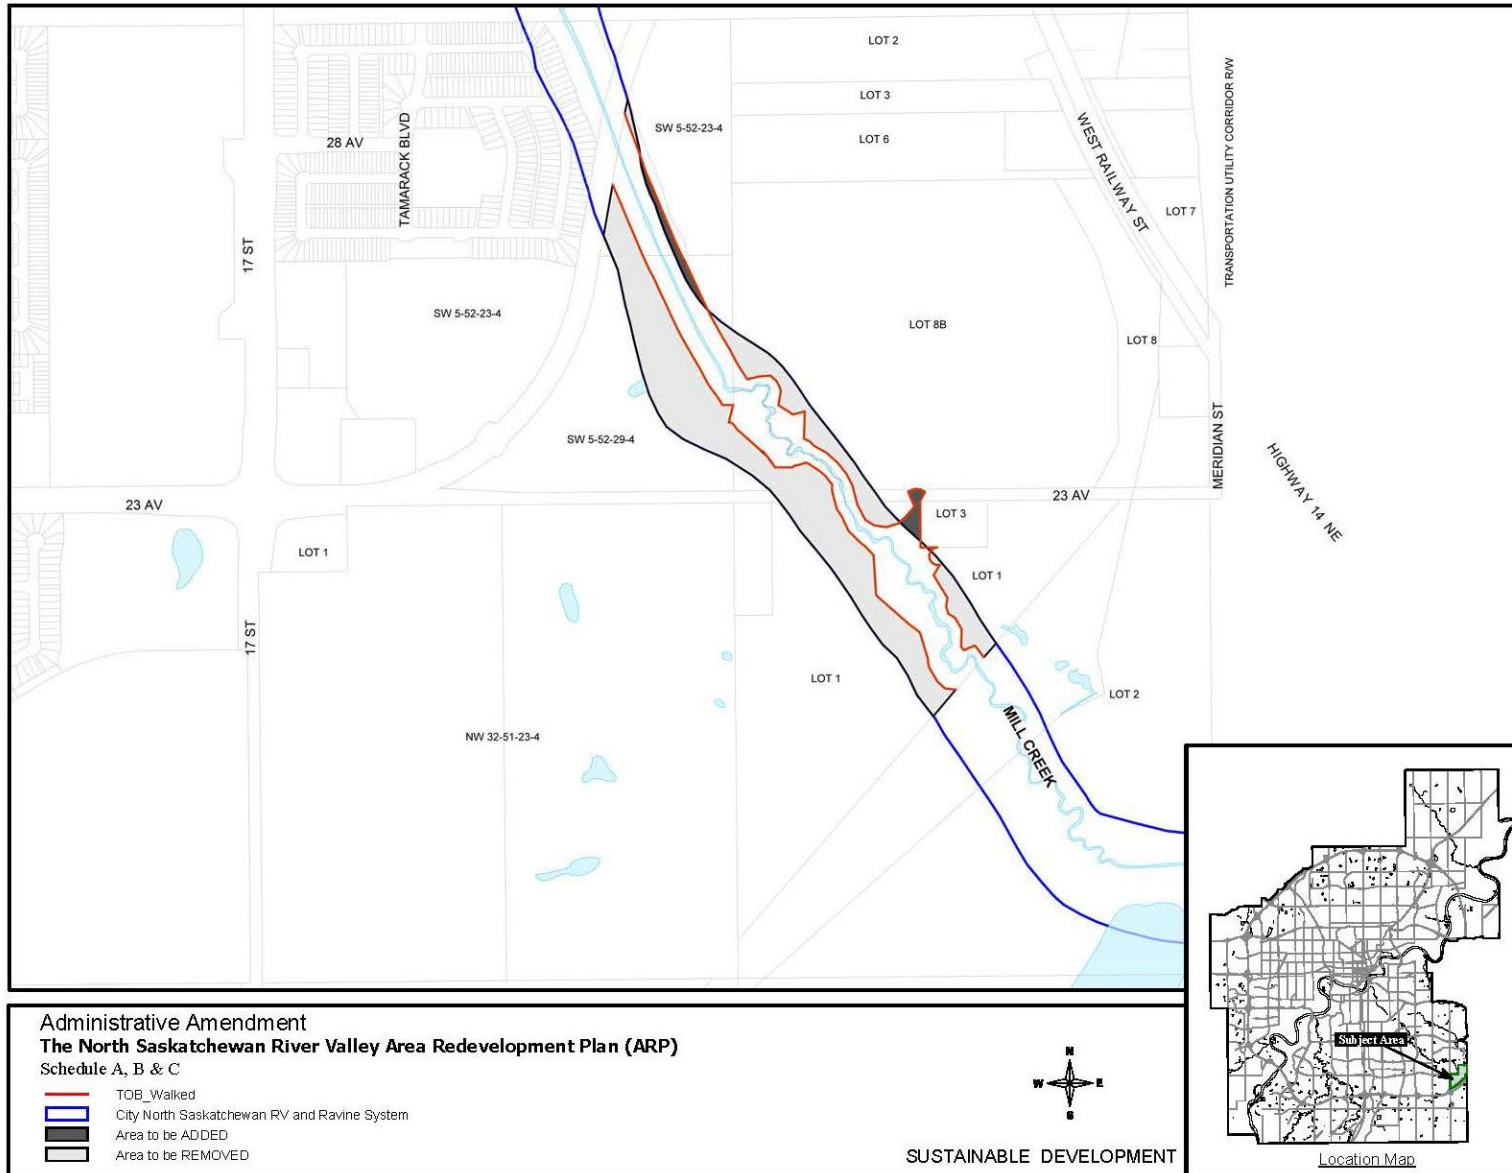 LOT 2
LOT 3
SW 5-52-23-4
LOT 6
28 AV
TAMARACK BLVD
WEST RAILWAY ST
TRANSPORTATION UTILITY CORRIDOR R/W
LOT 7
17 ST
SW 5-52-23-4
LOT 8B
LOT 8
SW 5-52-29-4
MERIDIAN ST
HIGHWAY 14 NE
23 AV
23 AV
LOT 3
LOT 1
LOT 1
17 ST
LOT 1
LOT 2
NW 32-51-23-4
MILL CREEK
Administrative Amendment
The North Saskatchewan River Valley Area Redevelopment Plan (ARP)
Schedule A, B & C
TOB_Walked
City North Saskatchewan RV and Ravine System
Area to be ADDED
Area to be REMOVED
N
W E
S
SUSTAINABLE DEVELOPMENT
Subject Area
Location Map